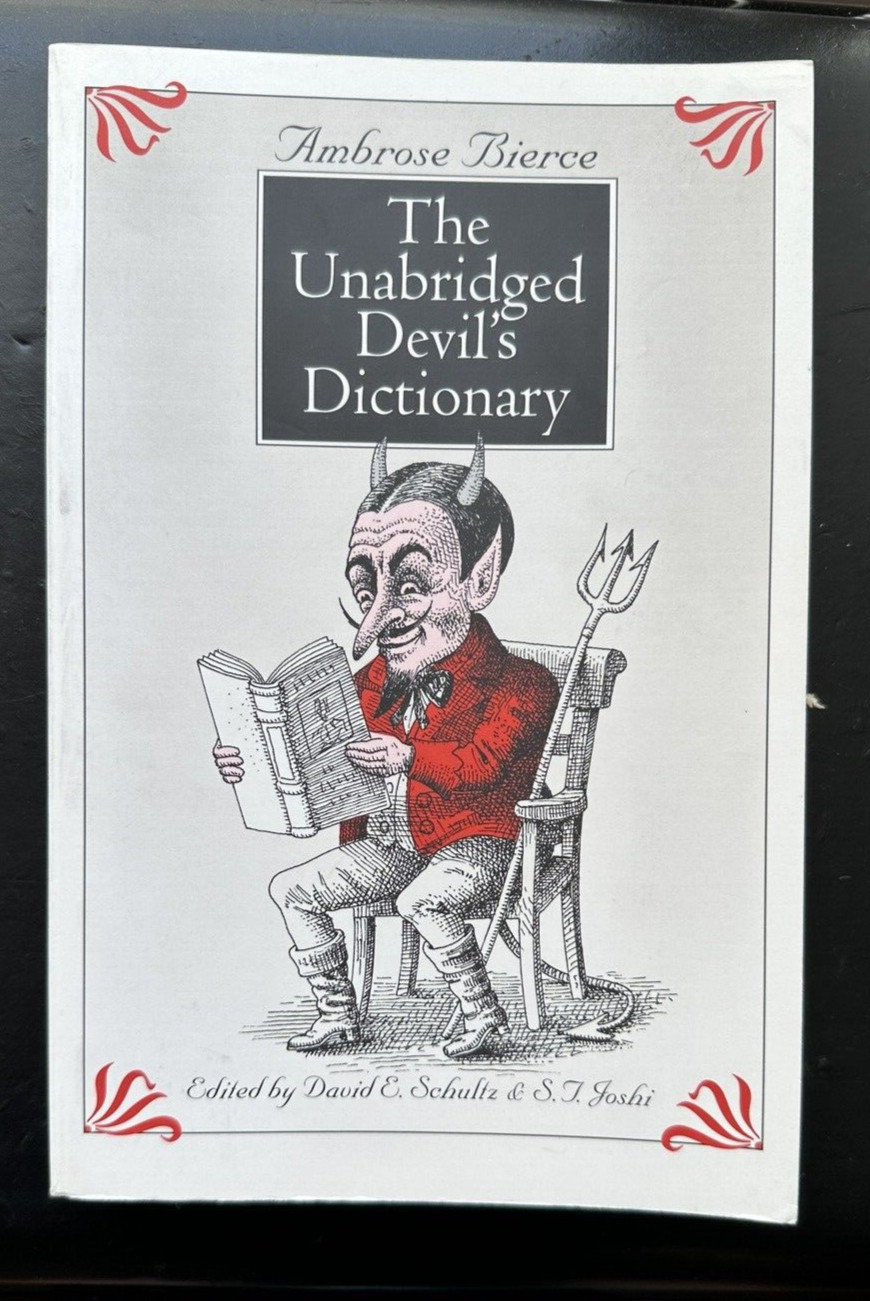 Ambrose Bierce
The
Unabridged
Devil's
Dictionary
Edited by David E. Schultz & S. T. Joshi